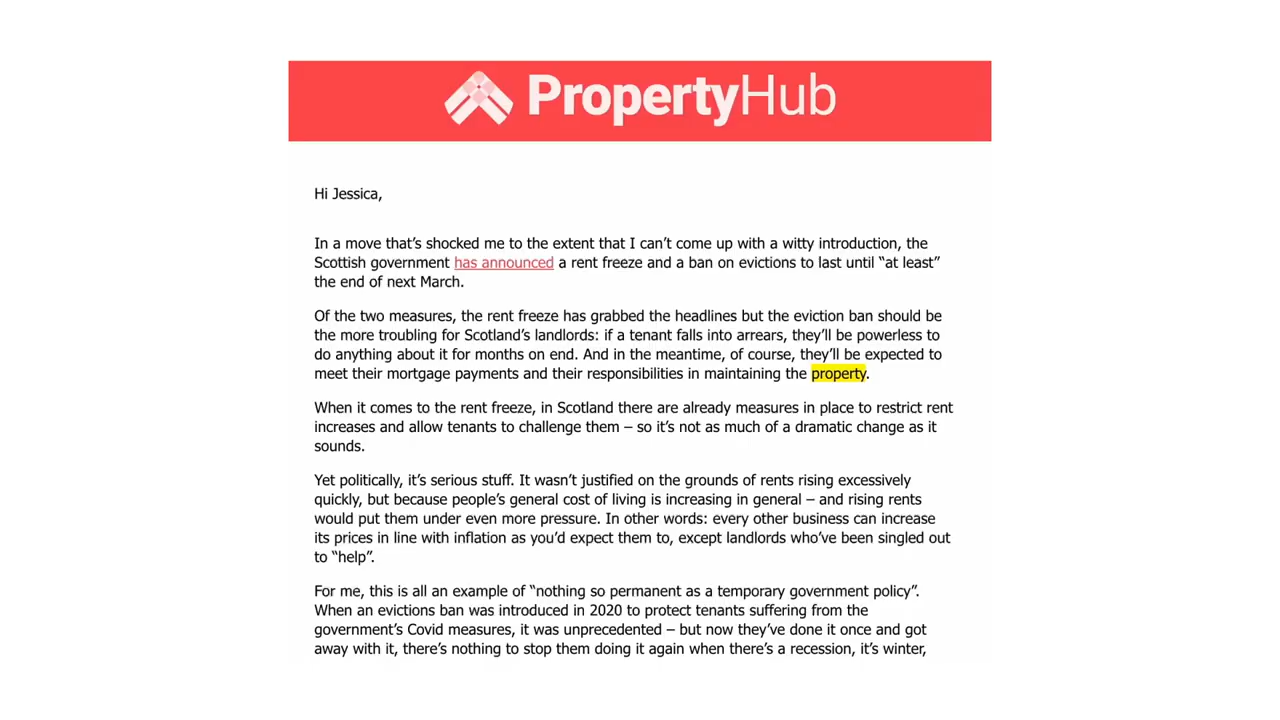 PropertyHub
Hi Jessica,
In a move that’s shocked me to the extent that I can’t come up with a witty introduction, the
Scottish government has announced a rent freeze and a ban on evictions to last until “at least”
the end of next March.
Of the two measures, the rent freeze has grabbed the headlines but the eviction ban should be
the more troubling for Scotland’s landlords: if a tenant falls into arrears, they’ll be powerless to
do anything about it for months on end. And in the meantime, of course, they’ll be expected to
meet their mortgage payments and their responsibilities in maintaining the property.
When it comes to the rent freeze, in Scotland there are already measures in place to restrict rent
increases and allow tenants to challenge them – so it’s not as much of a dramatic change as it
sounds.
Yet politically, it’s serious stuff. It wasn’t justified on the grounds of rents rising excessively
quickly, but because people’s general cost of living is increasing in general – and rising rents
would put them under even more pressure. In other words: every other business can increase
its prices in line with inflation as you’d expect them to, except landlords who’ve been singled out
to “help”.
For me, this is all an example of “nothing so permanent as a temporary government policy”.
When an evictions ban was introduced in 2020 to protect tenants suffering from the
government’s Covid measures, it was unprecedented – but now they’ve done it once and got
away with it, there’s nothing to stop them doing it again when there’s a recession, it’s winter,